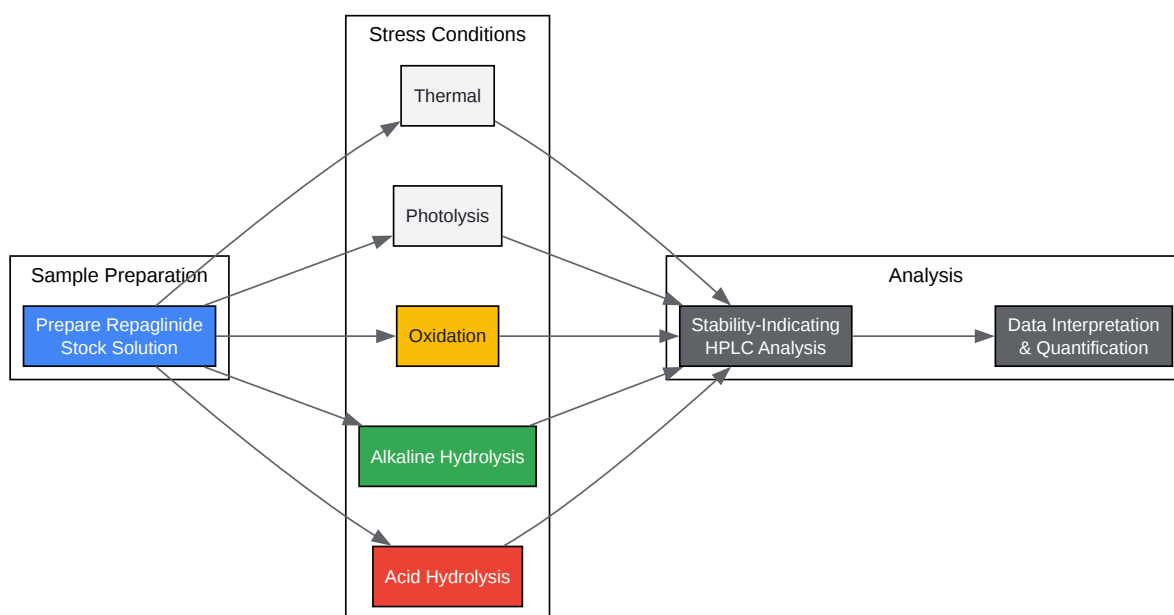 Stress Conditions
Thermal
Photolysis
Sample Preparation
Analysis
Prepare Repaglinide
Stock Solution
Oxidation
Stability-Indicating
HPLC Analysis
Data Interpretation
& Quantification
Alkaline Hydrolysis
Acid Hydrolysis